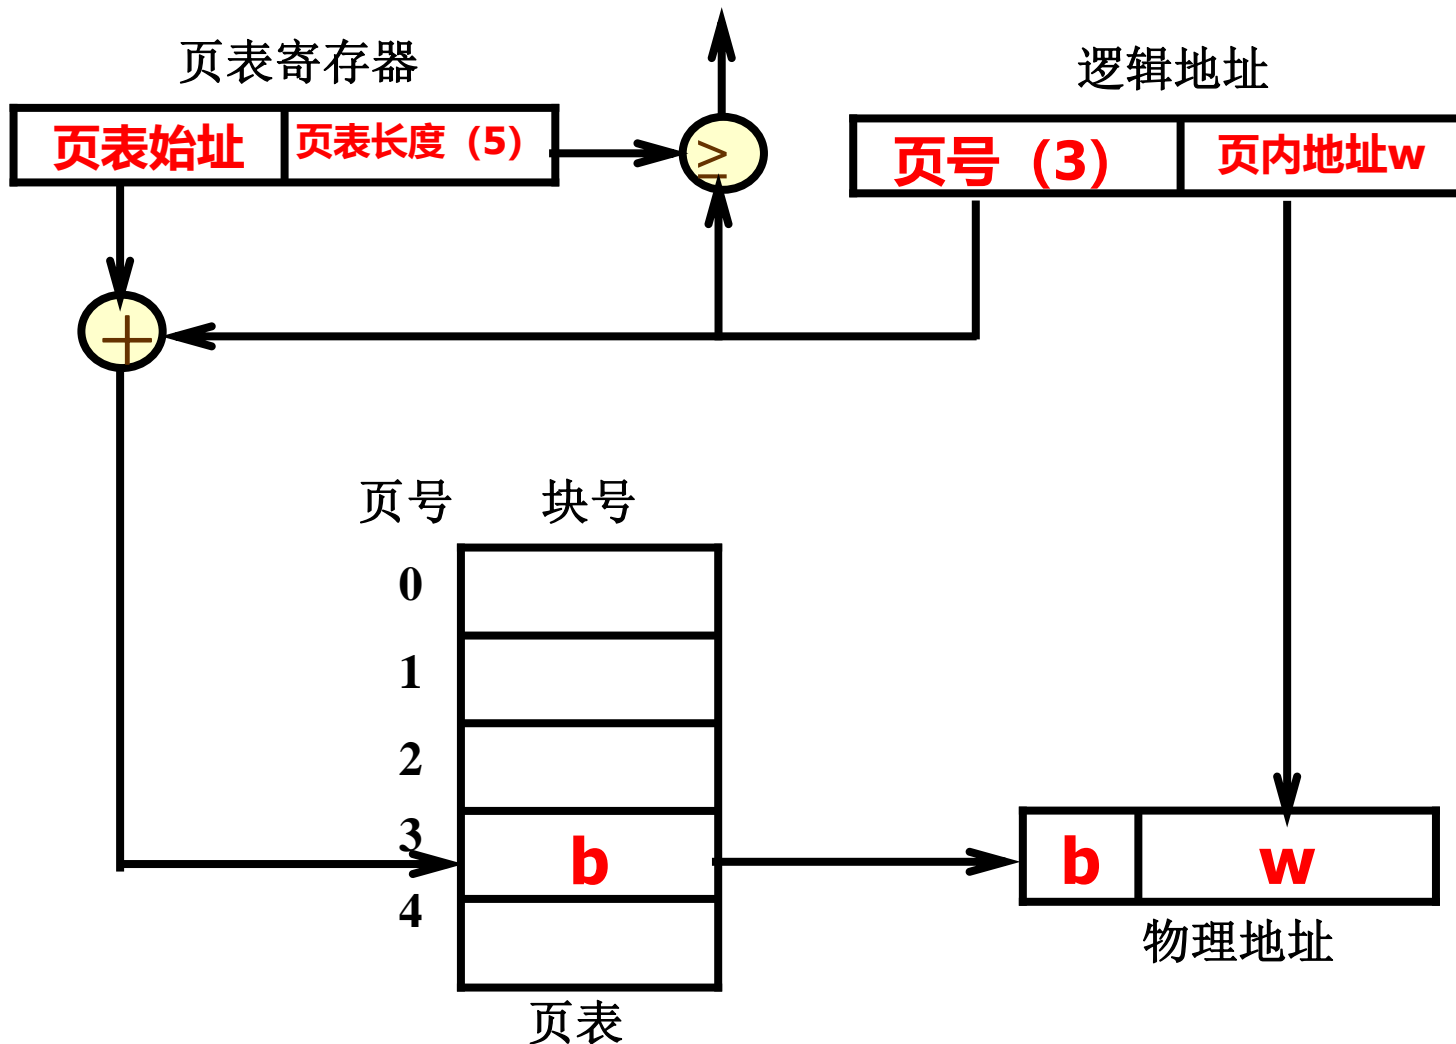 页表寄存器
逻辑地址
页表始址 页表长度（5）
≥
页号（3） 页内地址w
+
页号 块号
0
1
2
3
b
b w
4
物理地址
页表